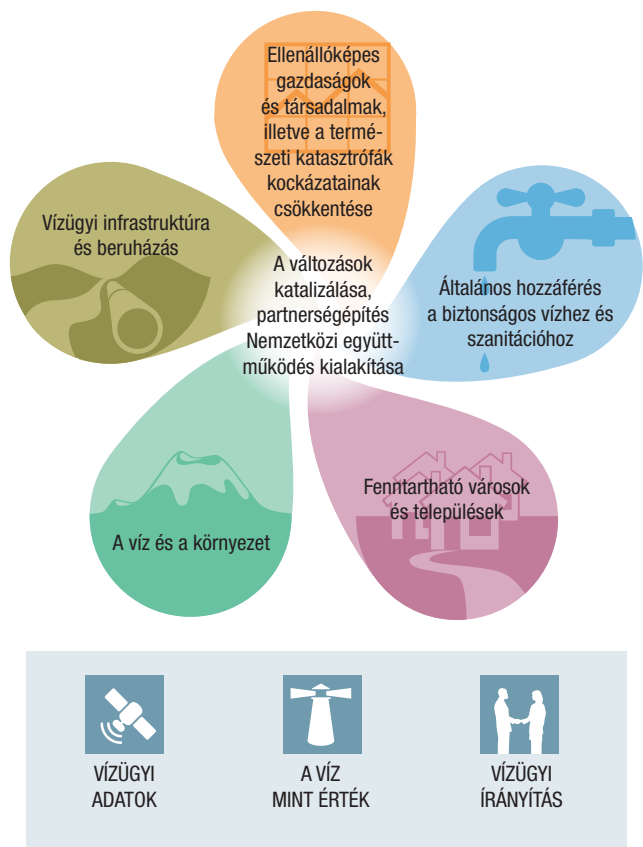 Ellenállóképes
gazdaságok
és társadalmak,
illetve a termé-
szeti katasztrófák
kockázatainak
csökkentése
Vízügyi infrastruktúra
és beruházás
A változások
katalizálása,
partnerségépítés
Nemzetközi együtt-
működés kialakítása
Általános hozzáférés
a biztonságos vízhez és
szanitációhoz
Fenntartható városok
és települések
A víz és a környezet
VÍZÜGYI
ADATOK
A VÍZ
MINT ÉRTÉK
VÍZÜGYI
ÍRÁNYÍTÁS